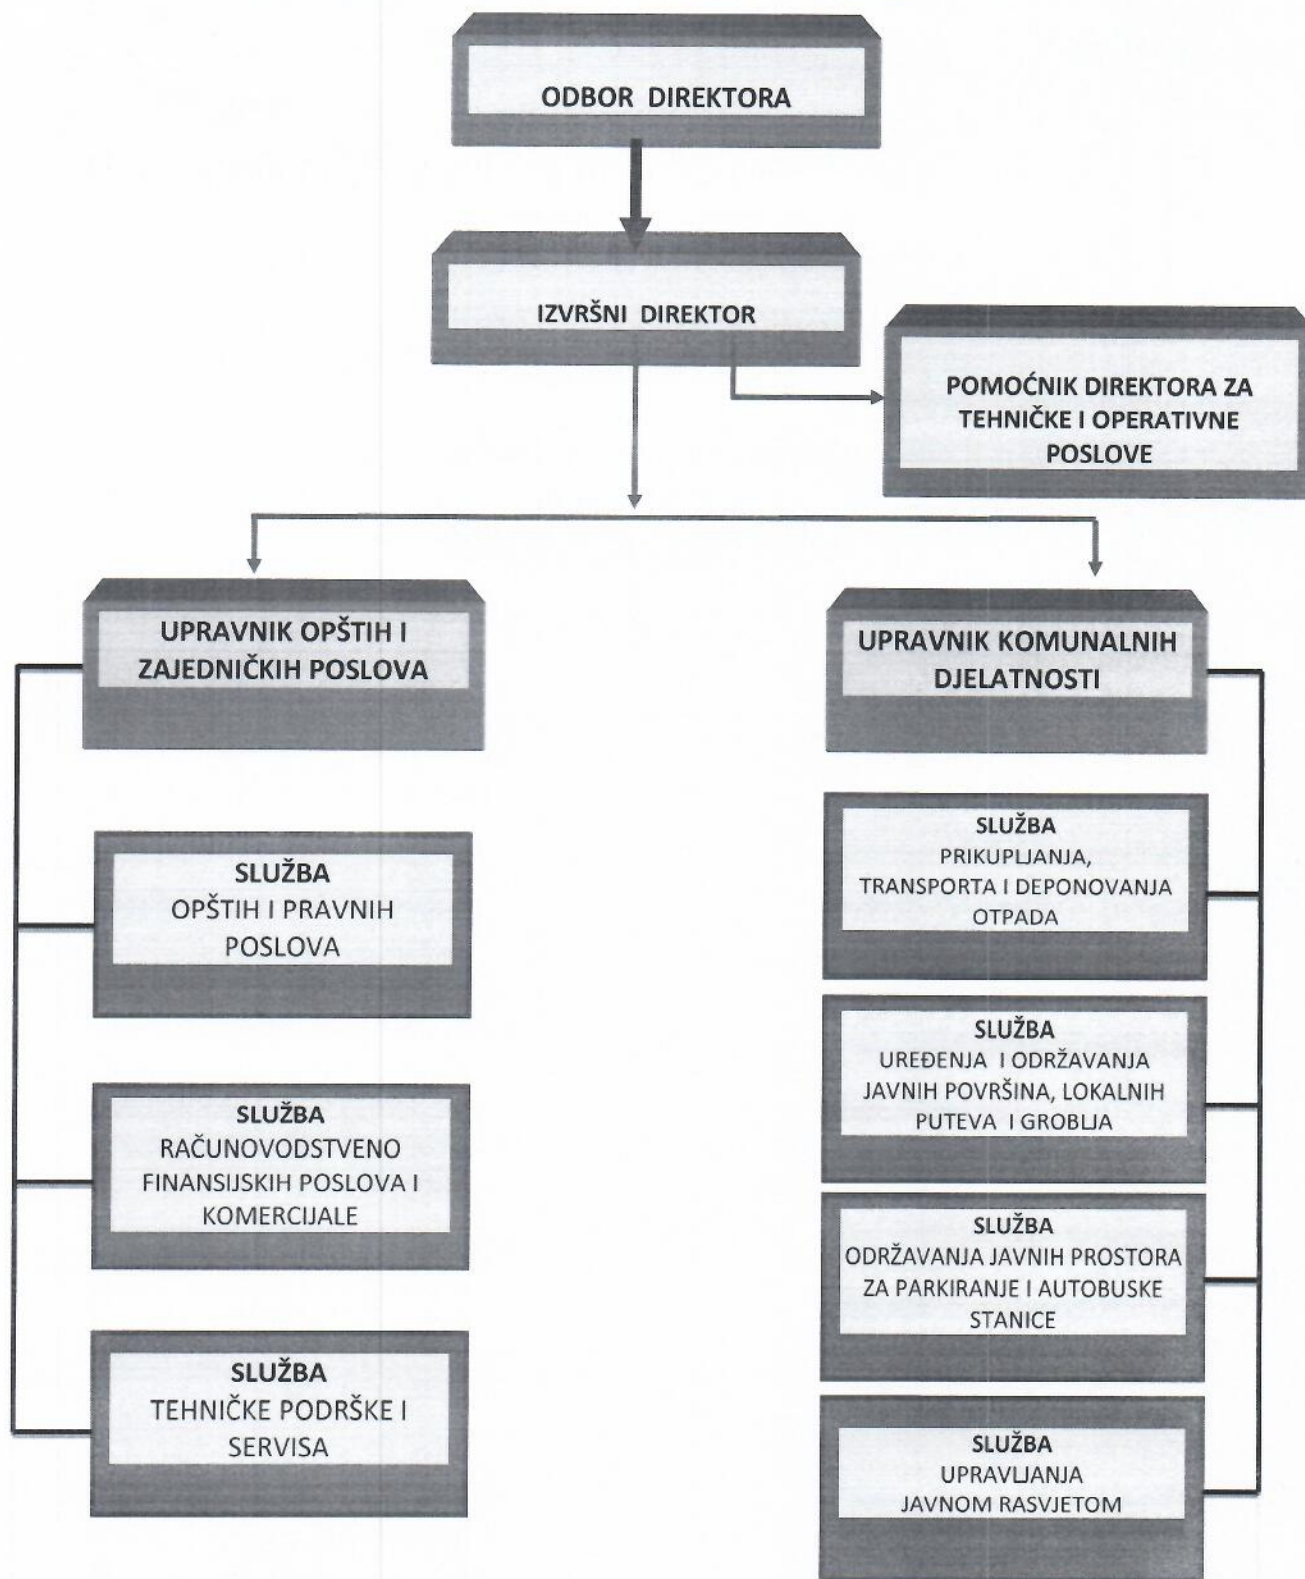 ODBOR DIREKTORA
IZVRŠNI DIREKTOR
POMOĆNIK DIREKTORA ZA
TEHNIČKE I OPERATIVNE
POSLOVE
UPRAVNIK OPŠTIH I
ZAJEDNIČKIH POSLOVA
SLUŽBA
OPŠTIH I PRAVNIH
POSLOVA
SLUŽBA
RAČUNOVODSTVENO
FINANSIJSKIH POSLOVA I
KOMERCIJALE
SLUŽBA
TEHNIČKE PODRŠKE I
SERVISA
UPRAVNIK KOMUNALNIH
DJELATNOSTI
SLUŽBA
PRIKUPLJANJA,
TRANSPORTA I DEPONOVANJA
OTPADA
SLUŽBA
UREĐENJA I ODRŽAVANJA
JAVNIH POVRŠINA, LOKALNIH
PUTEVA I GROBLJA
SLUŽBA
ODRŽAVANJA JAVNIH PROSTORA
ZA PARKIRANJE I AUTOBUSKE
STANICE
SLUŽBA
UPRAVLJANJA
JAVNOM RASVJETOM